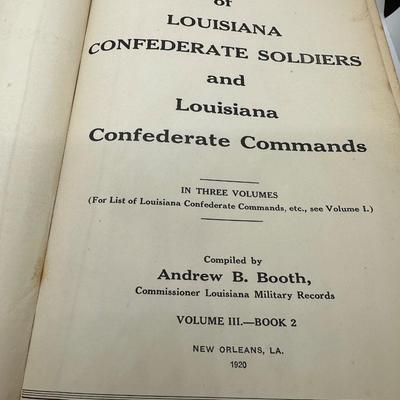 of
LOUISIANA
CONFEDERATE SOLDIERS
and
Louisiana
Confederate Commands
IN THREE VOLUMES
(For List of Louisiana Confederate Commands, etc., see Volume I.)
Compiled by
Andrew B. Booth,
Commissioner Louisiana Military Records
VOLUME III.—BOOK 2
NEW ORLEANS, LA.
1920